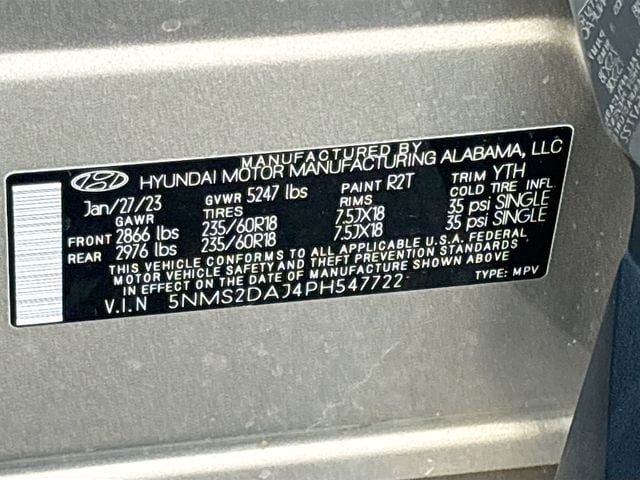 MANUFACTURED BY
HYUNDAI MOTOR MANUFACTURING ALABAMA, LLC
Jan/27/23 GVWR 5247 lbs PAINT R2T TRIM YTH
GAWR TIRES RIMS COLD TIRE INFL.
FRONT 2866 lbs 235/60R18 7.5JX18 35 psi SINGLE
REAR 2976 lbs 235/60R18 7.5JX18 35 psi SINGLE
THIS VEHICLE CONFORMS TO ALL APPLICABLE U.S.A. FEDERAL
MOTOR VEHICLE SAFETY AND THEFT PREVENTION STANDARDS
IN EFFECT ON THE DATE OF MANUFACTURE SHOWN ABOVE
V.I.N 5NMS2DAJ4PH547722 TYPE: MPV